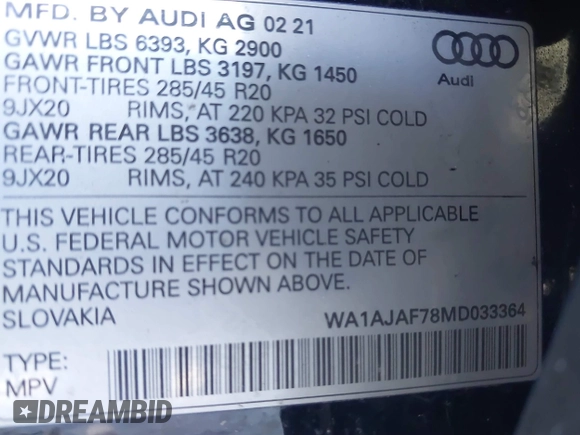 MFD. BY AUDI AG 02 21
GVWR LBS 6393, KG 2900
GAWR FRONT LBS 3197, KG 1450
FRONT-TIRES 285/45 R20
9JX20 RIMS, AT 220 KPA 32 PSI COLD
GAWR REAR LBS 3638, KG 1650
REAR-TIRES 285/45 R20
9JX20 RIMS, AT 240 KPA 35 PSI COLD
Audi
THIS VEHICLE CONFORMS TO ALL APPLICABLE
U.S. FEDERAL MOTOR VEHICLE SAFETY
STANDARDS IN EFFECT ON THE DATE OF
MANUFACTURE SHOWN ABOVE.
SLOVAKIA WA1AJAF78MD033364
TYPE:
MPV
DREAMBID